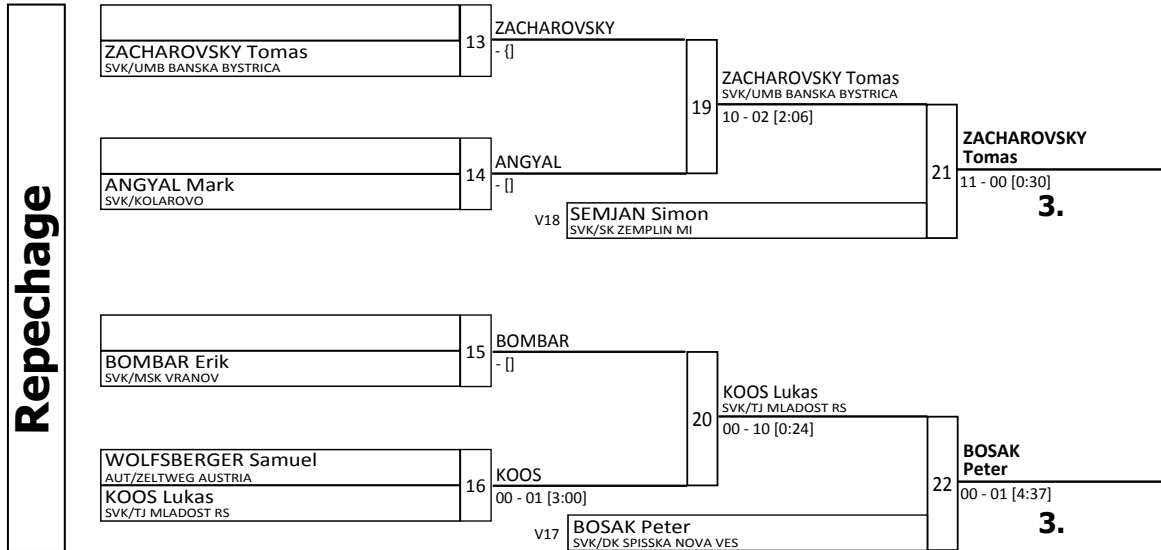 Repechage
13
ZACHAROVSKY Tomas
SVK/UMB BANSKA BYSTRICA
ZACHAROVSKY
- {]
14
ANGYAL Mark
SVK/KOLAROVO
ANGYAL
- []
19
ZACHAROVSKY Tomas
SVK/UMB BANSKA BYSTRICA
10 - 02 [2:06]
V18
SEMJAN Simon
SVK/SK ZEMPLIN MI
21
ZACHAROVSKY
Tomas
11 - 00 [0:30]
3.
15
BOMBAR Erik
SVK/MSK VRANOV
BOMBAR
- []
WOLFSBERGER Samuel
AUT/ZELTWEG AUSTRIA
16
KOOS Lukas
SVK/TJ MLADOST RS
KOOS
00 - 01 [3:00]
20
KOOS Lukas
SVK/TJ MLADOST RS
00 - 10 [0:24]
V17
BOSAK Peter
SVK/DK SPISSKA NOVA VES
22
BOSAK
Peter
00 - 01 [4:37]
3.